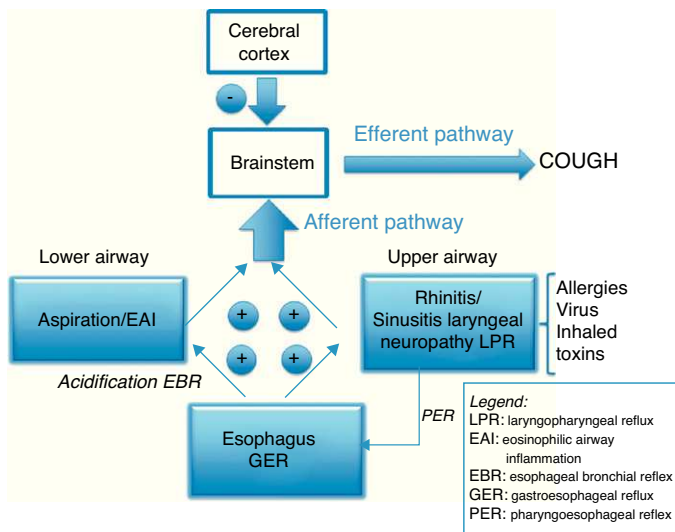 Cerebral
cortex
-
Brainstem
Efferent pathway
COUGH
Afferent pathway
Lower airway
Upper airway
Aspiration/EAI
+ +
+ +
Rhinitis/
Sinusitis laryngeal
neuropathy LPR
Allergies
Virus
Inhaled
toxins
Acidification EBR
PER
Esophagus
GER
Legend:
LPR: laryngopharyngeal reflux
EAI: eosinophilic airway
inflammation
EBR: esophageal bronchial reflex
GER: gastroesophageal reflux
PER: pharyngoesophageal reflex